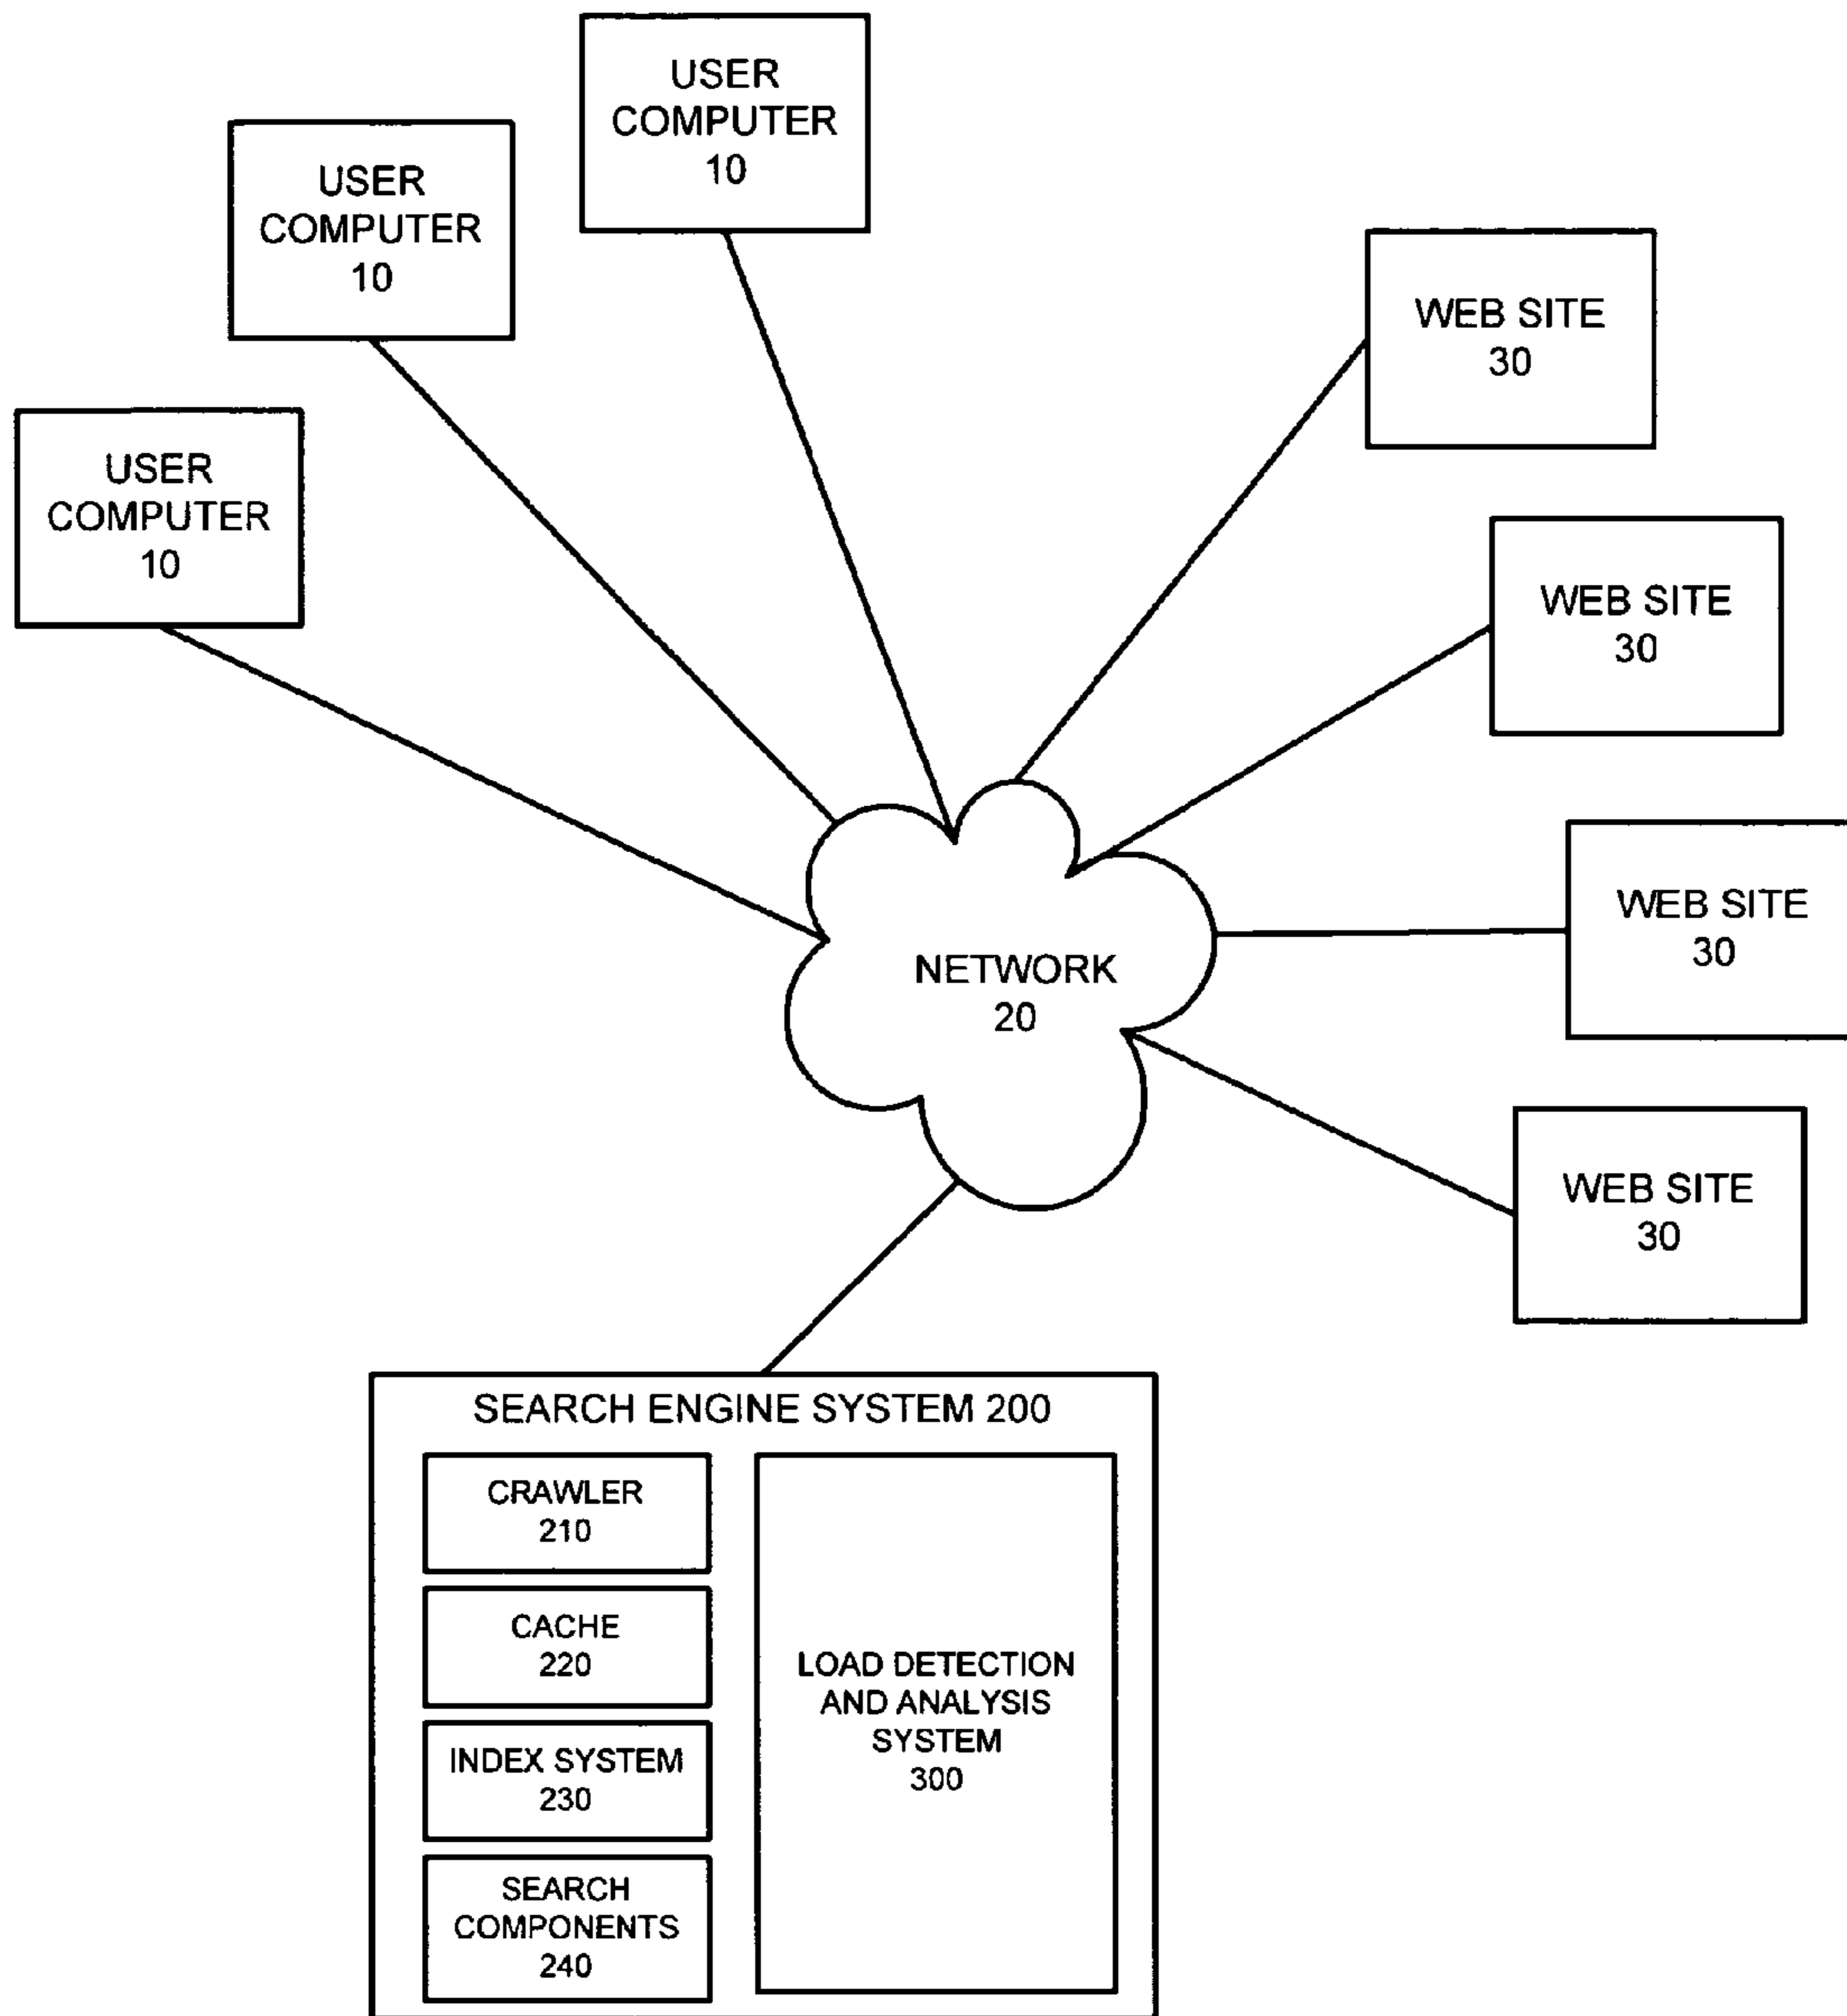 USER
COMPUTER
10
USER
COMPUTER
10
USER
COMPUTER
10
WEB SITE
30
WEB SITE
30
WEB SITE
30
WEB SITE
30
NETWORK
20
SEARCH ENGINE SYSTEM 200
CRAWLER
210
CACHE
220
INDEX SYSTEM
230
SEARCH
COMPONENTS
240
LOAD DETECTION
AND ANALYSIS
SYSTEM
300